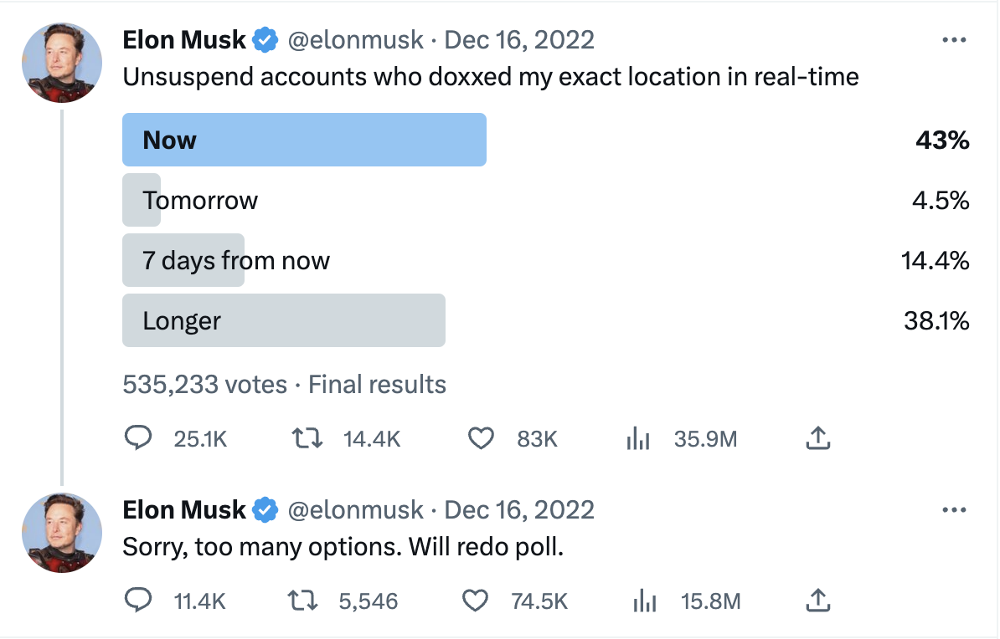 Elon Musk @elonmusk · Dec 16, 2022
Unsuspend accounts who doxxed my exact location in real-time
Now 43%
Tomorrow 4.5%
7 days from now 14.4%
Longer 38.1%
535,233 votes · Final results
25.1K 14.4K 83K 35.9M
Elon Musk @elonmusk · Dec 16, 2022
Sorry, too many options. Will redo poll.
11.4K 5,546 74.5K 15.8M